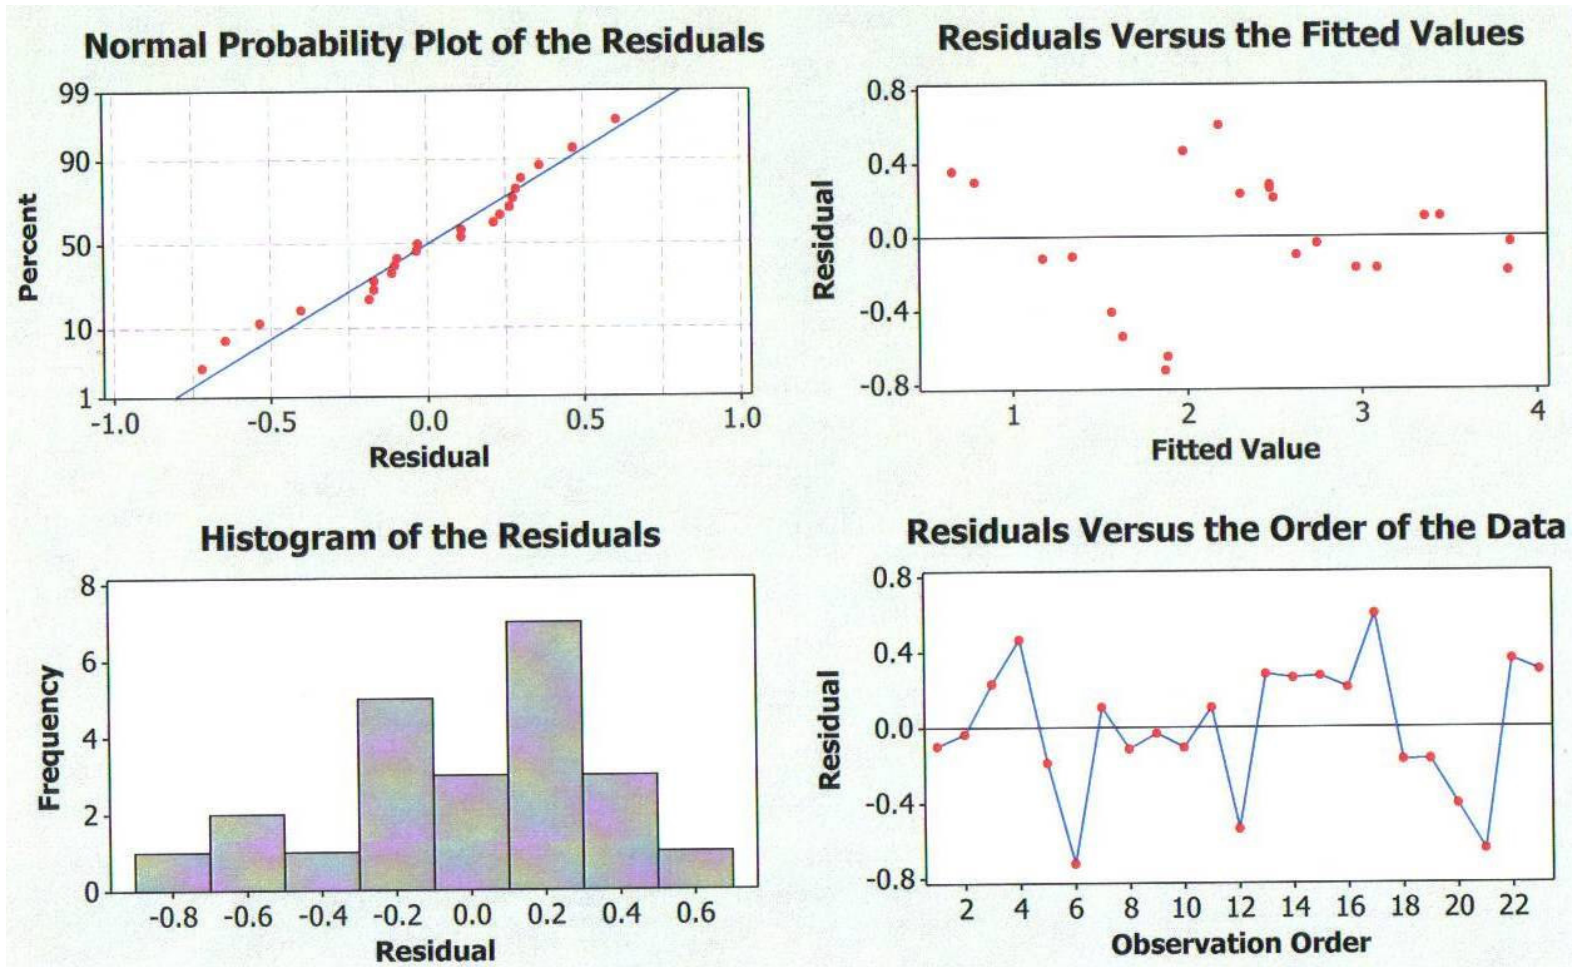 Normal Probability Plot of the Residuals
99
90
50
10
1
Percent
-1.0 -0.5 0.0 0.5 1.0
Residual
Residuals Versus the Fitted Values
0.8
0.4
0.0
-0.4
-0.8
Residual
1 2 3 4
Fitted Value
Histogram of the Residuals
8
6
4
2
0
Frequency
-0.8 -0.6 -0.4 -0.2 0.0 0.2 0.4 0.6
Residual
Residuals Versus the Order of the Data
0.8
0.4
0.0
-0.4
-0.8
Residual
2 4 6 8 10 12 14 16 18 20 22
Observation Order